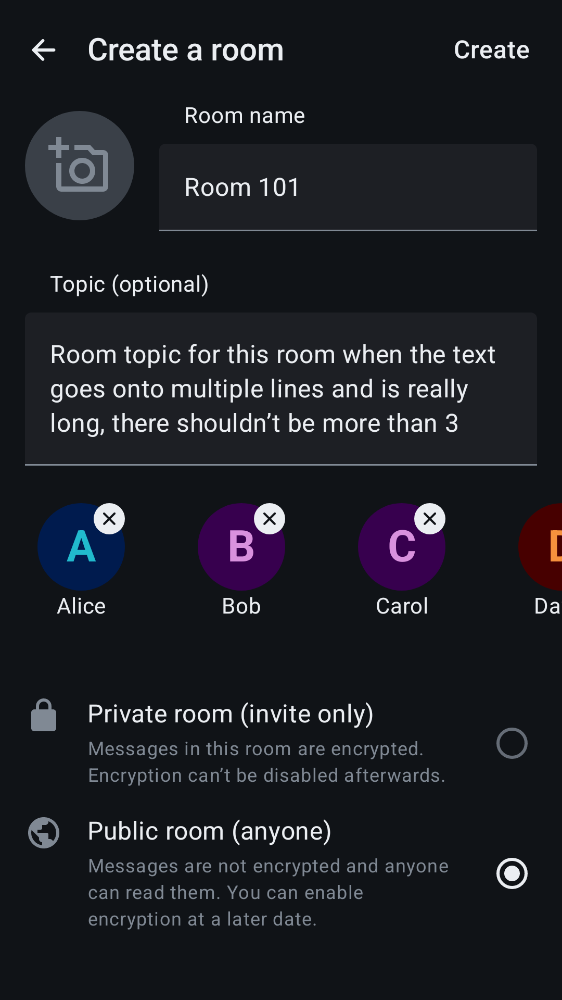 Create a room
Create
Room name
Room 101
Topic (optional)
Room topic for this room when the text
goes onto multiple lines and is really
long, there shouldn’t be more than 3
A
B
C
D
Alice
Bob
Carol
Da
Private room (invite only)
Messages in this room are encrypted.
Encryption can’t be disabled afterwards.
Public room (anyone)
Messages are not encrypted and anyone
can read them. You can enable
encryption at a later date.